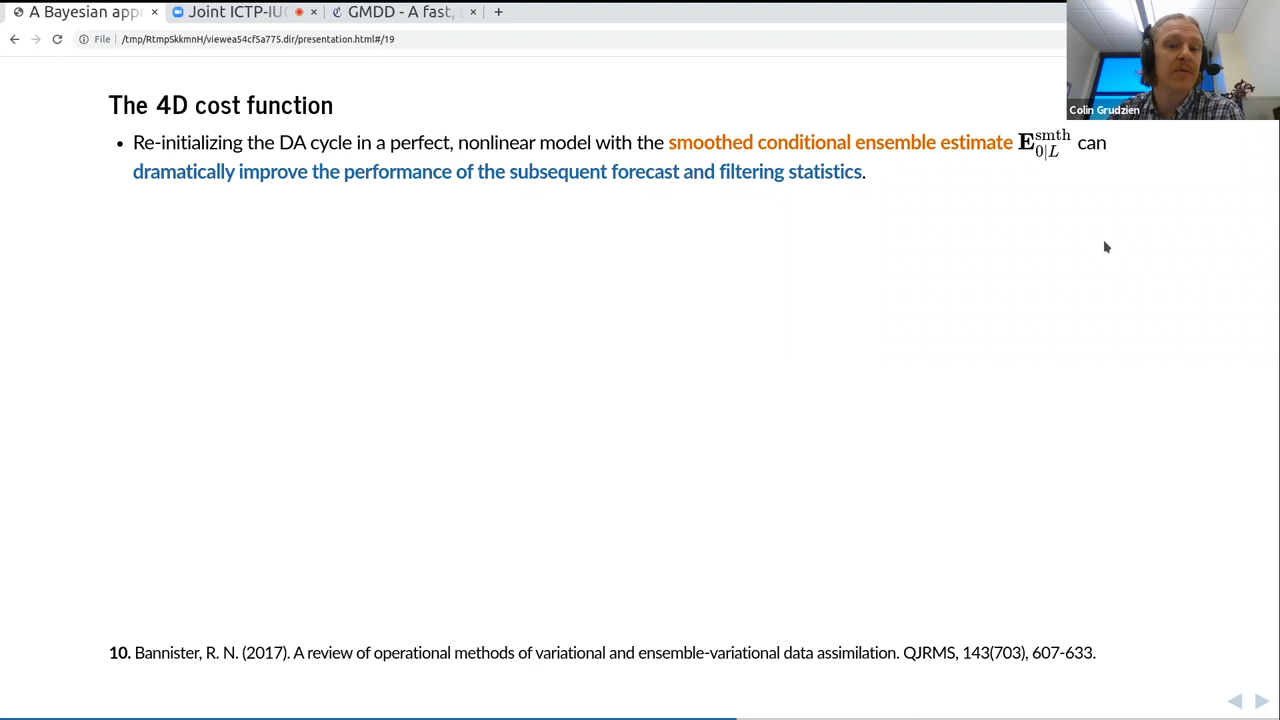 A Bayesian app
Joint ICTP-IU
GMDD - A fast,
File
/tmp/RtmpSkkmnH/viewea54cf5a775.dir/presentation.html#/19
Colin Grudzien
The 4D cost function
• Re-initializing the DA cycle in a perfect, nonlinear model with the smoothed conditional ensemble estimate E^smth_0|L can
dramatically improve the performance of the subsequent forecast and filtering statistics.
10. Bannister, R. N. (2017). A review of operational methods of variational and ensemble-variational data assimilation. QJRMS, 143(703), 607-633.